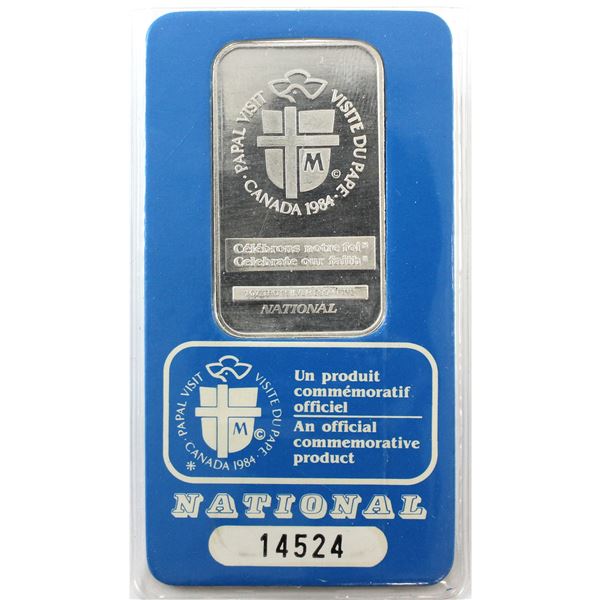 PAPAL VISIT · VISITE DU PAPE · CANADA 1984 ·
M
©
Célébrons notre foi*
Celebrate our faith*
NATIONAL
PAPAL VISIT VISITE DU PAPE · CANADA 1984 ·
M
©
*
Un produit
commémoratif
officiel
An official
commemorative
product
NATIONAL
14524